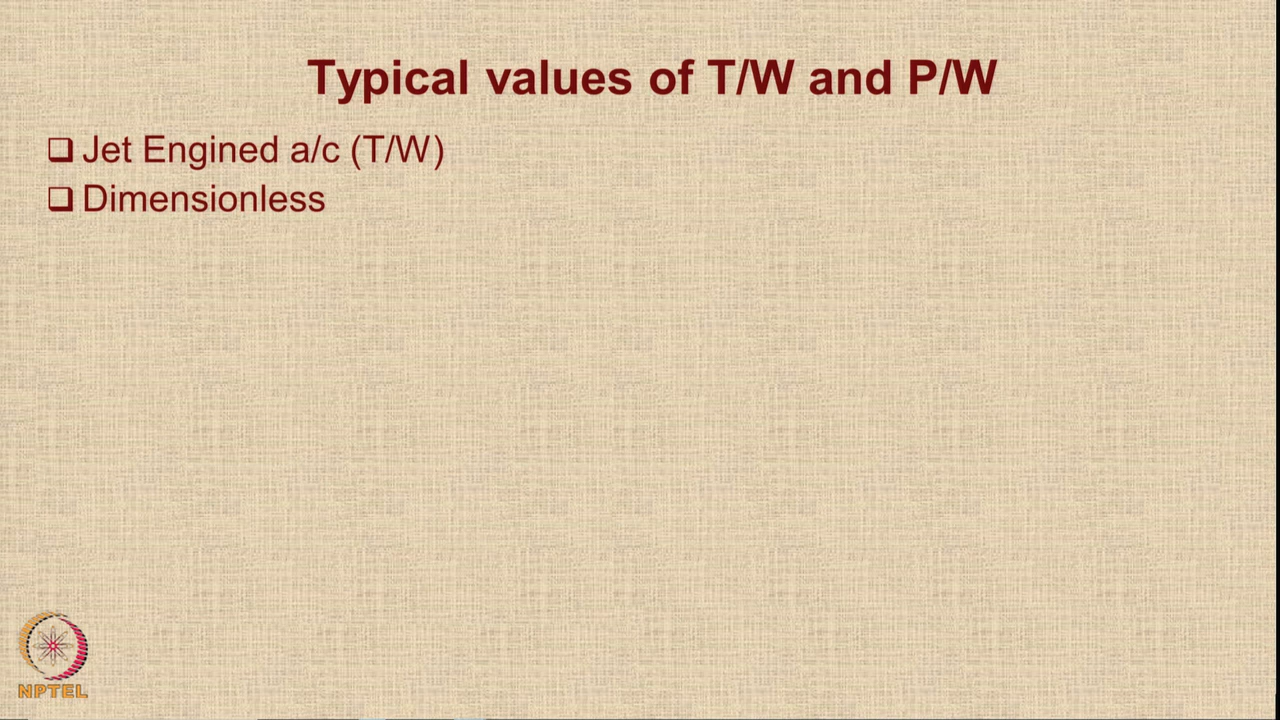 Typical values of T/W and P/W
❑ Jet Engined a/c (T/W)
❑ Dimensionless
NPTEL